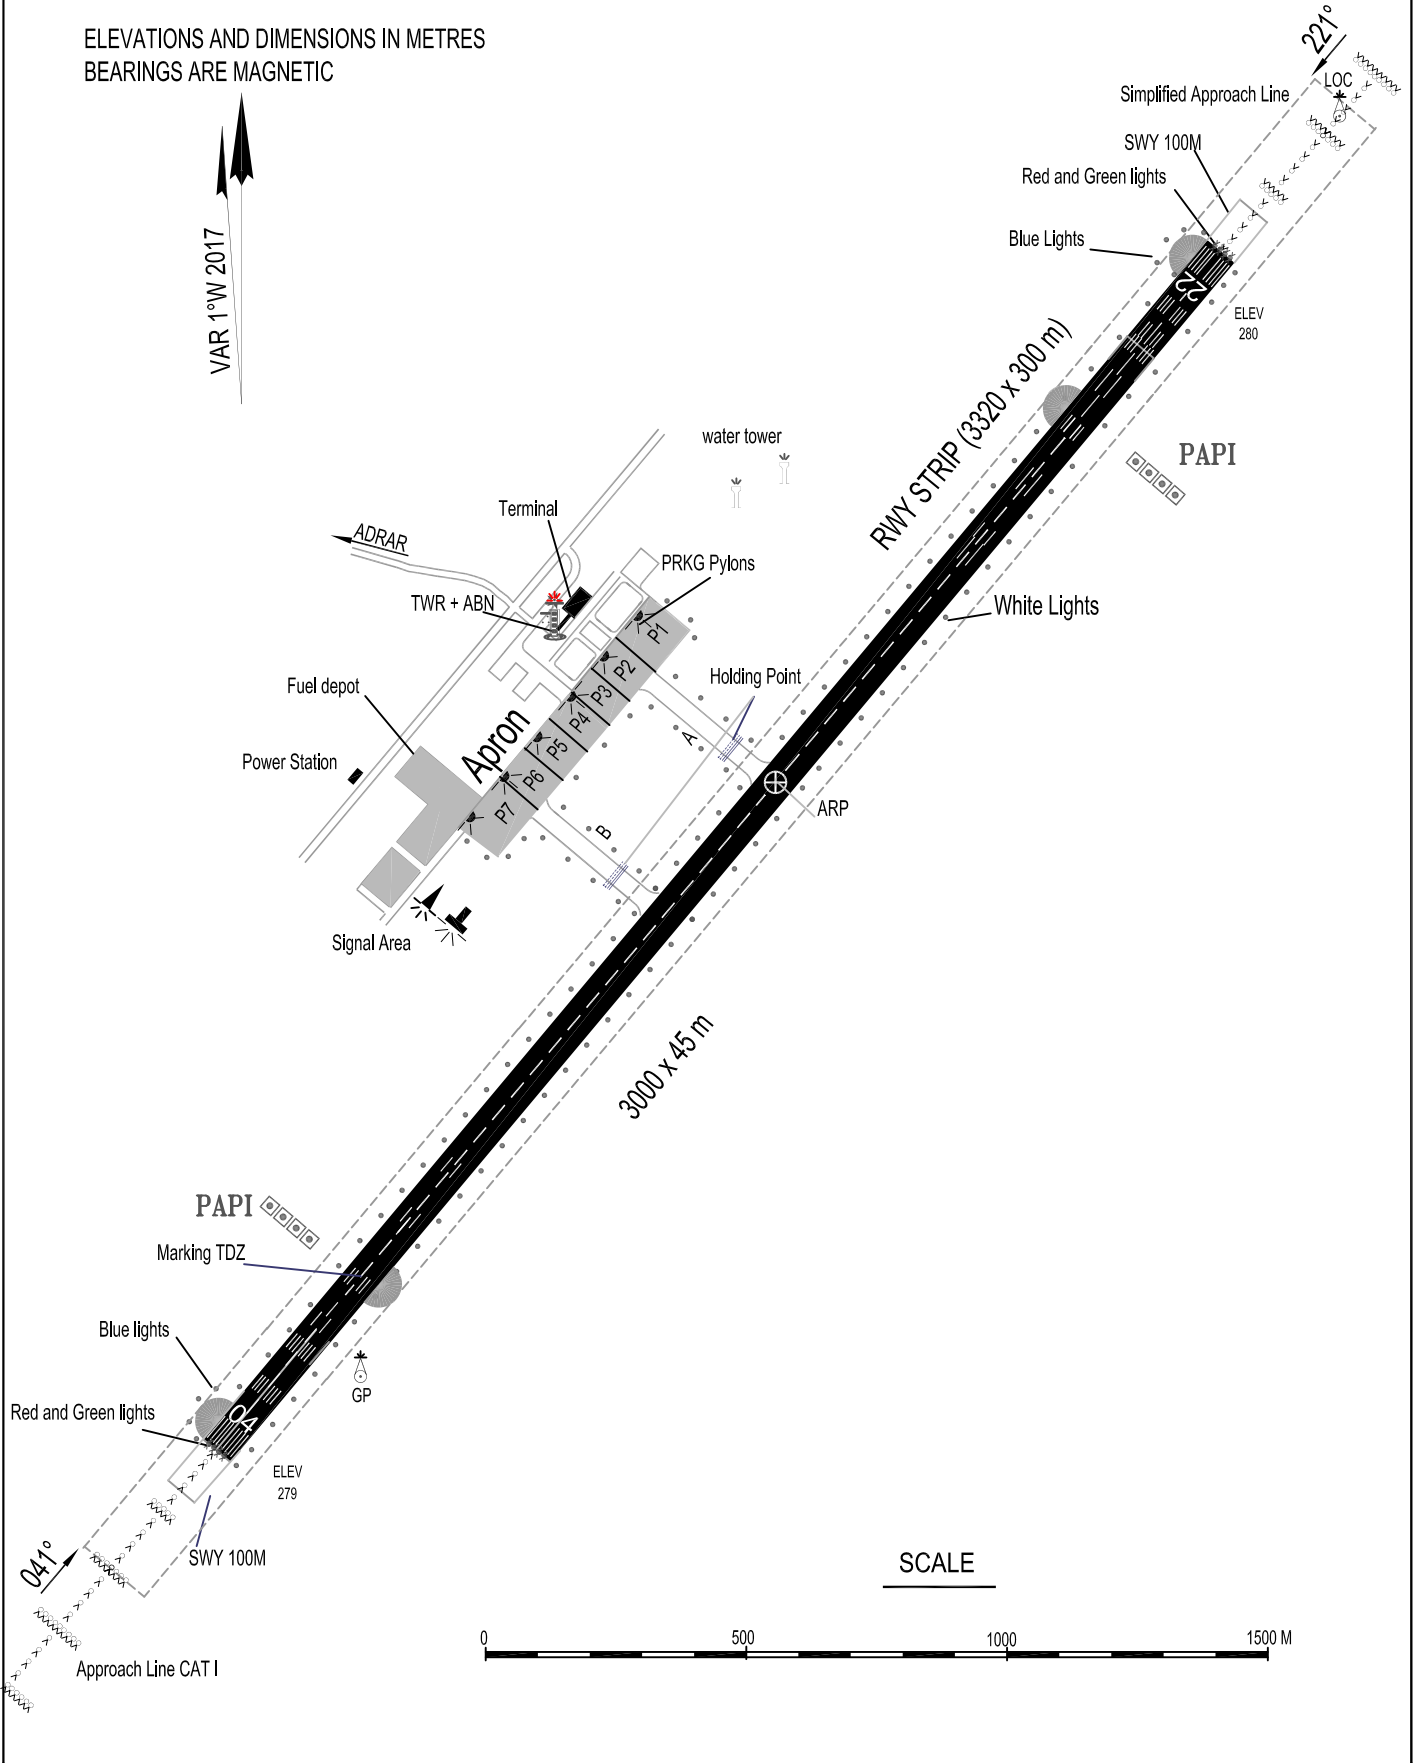 ELEVATIONS AND DIMENSIONS IN METRES
BEARINGS ARE MAGNETIC
VAR 1°W 2017
221°
LOC
Simplified Approach Line
SWY 100M
Red and Green lights
Blue Lights
22
ELEV
280
RWY STRIP (3320 x 300 m)
PAPI
water tower
Terminal
ADRAR
PRKG Pylons
TWR + ABN
White Lights
P1
P2
P3
P4
P5
P6
P7
Holding Point
Fuel depot
Apron
A
Power Station
ARP
B
Signal Area
3000 x 45 m
PAPI
Marking TDZ
Blue lights
GP
Red and Green lights
04
ELEV
279
041°
SWY 100M
Approach Line CAT I
SCALE
0 500 1000 1500 M